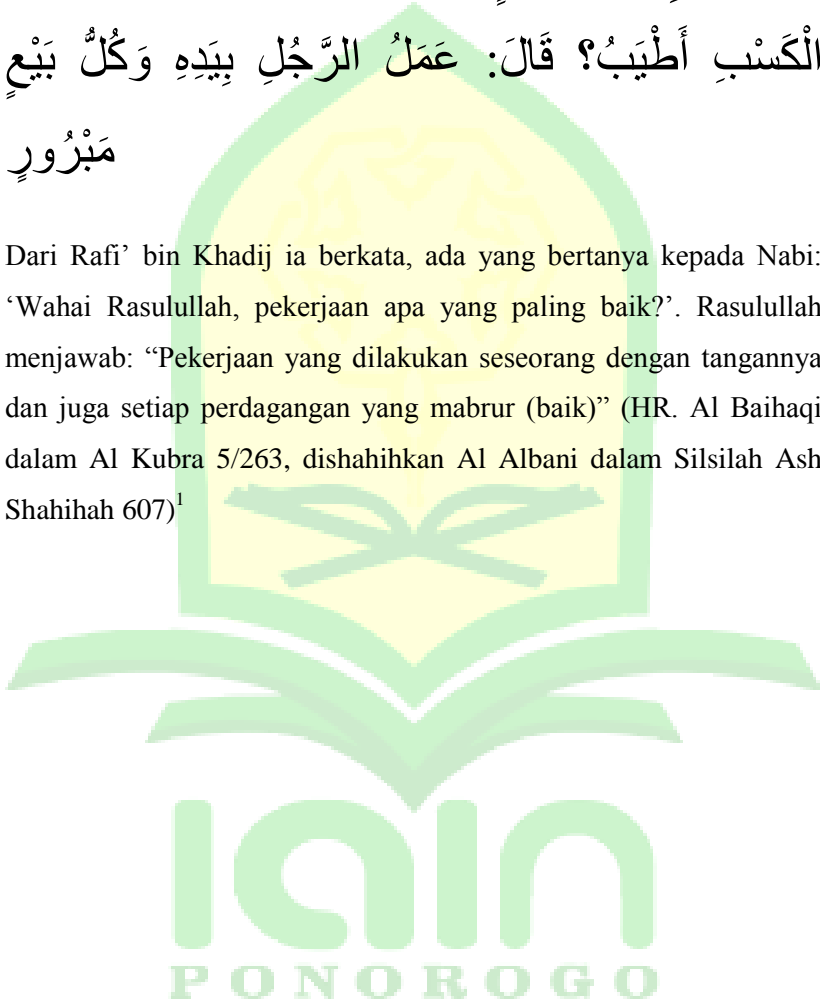 الْكَسْبِ أَطْيَبُ؟ قَالَ: عَمَلُ الرَّجُلِ بِيَدِهِ وَكُلُّ بَيْعٍ
مَبْرُورٍ
Dari Rafi’ bin Khadij ia berkata, ada yang bertanya kepada Nabi:
‘Wahai Rasulullah, pekerjaan apa yang paling baik?’. Rasulullah
menjawab: “Pekerjaan yang dilakukan seseorang dengan tangannya
dan juga setiap perdagangan yang mabrur (baik)” (HR. Al Baihaqi
dalam Al Kubra 5/263, dishahihkan Al Albani dalam Silsilah Ash
Shahihah 607)¹
iain
PONOROGO